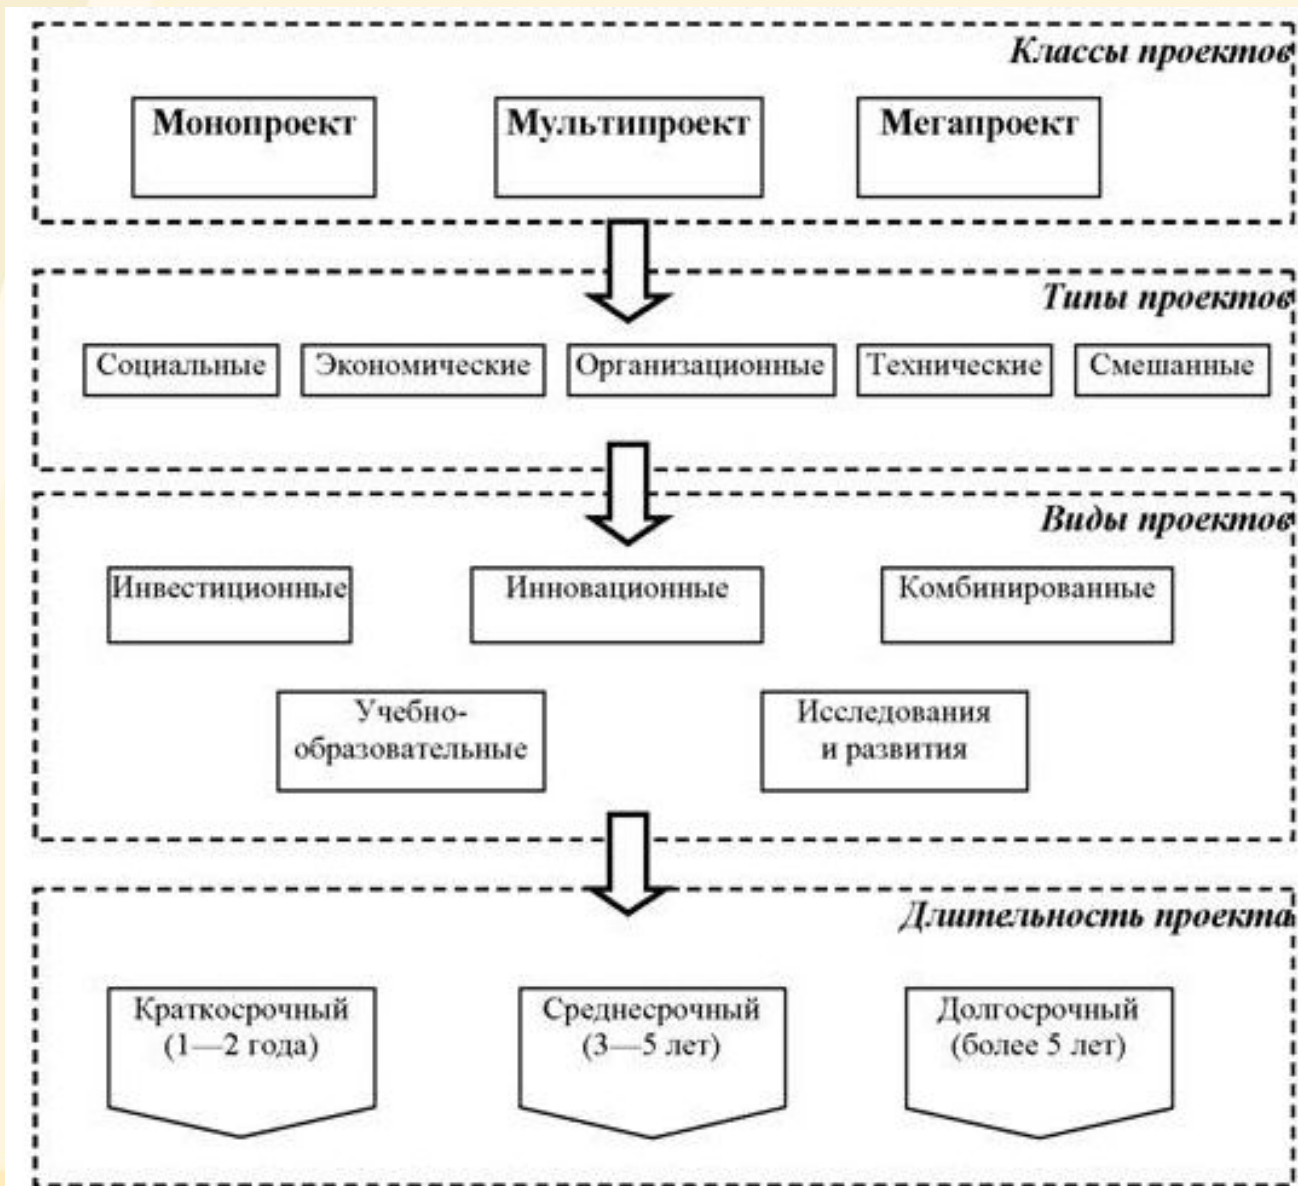 Классы проектов
Монопроект
Мультипроект
Мегапроект
Типы проектов
Социальные
Экономические
Организационные
Технические
Смешанные
Виды проектов
Инвестиционные
Инновационные
Комбинированные
Учебно-
образовательные
Исследования
и развития
Длительность проекта
Краткосрочный
(1—2 года)
Среднесрочный
(3—5 лет)
Долгосрочный
(более 5 лет)